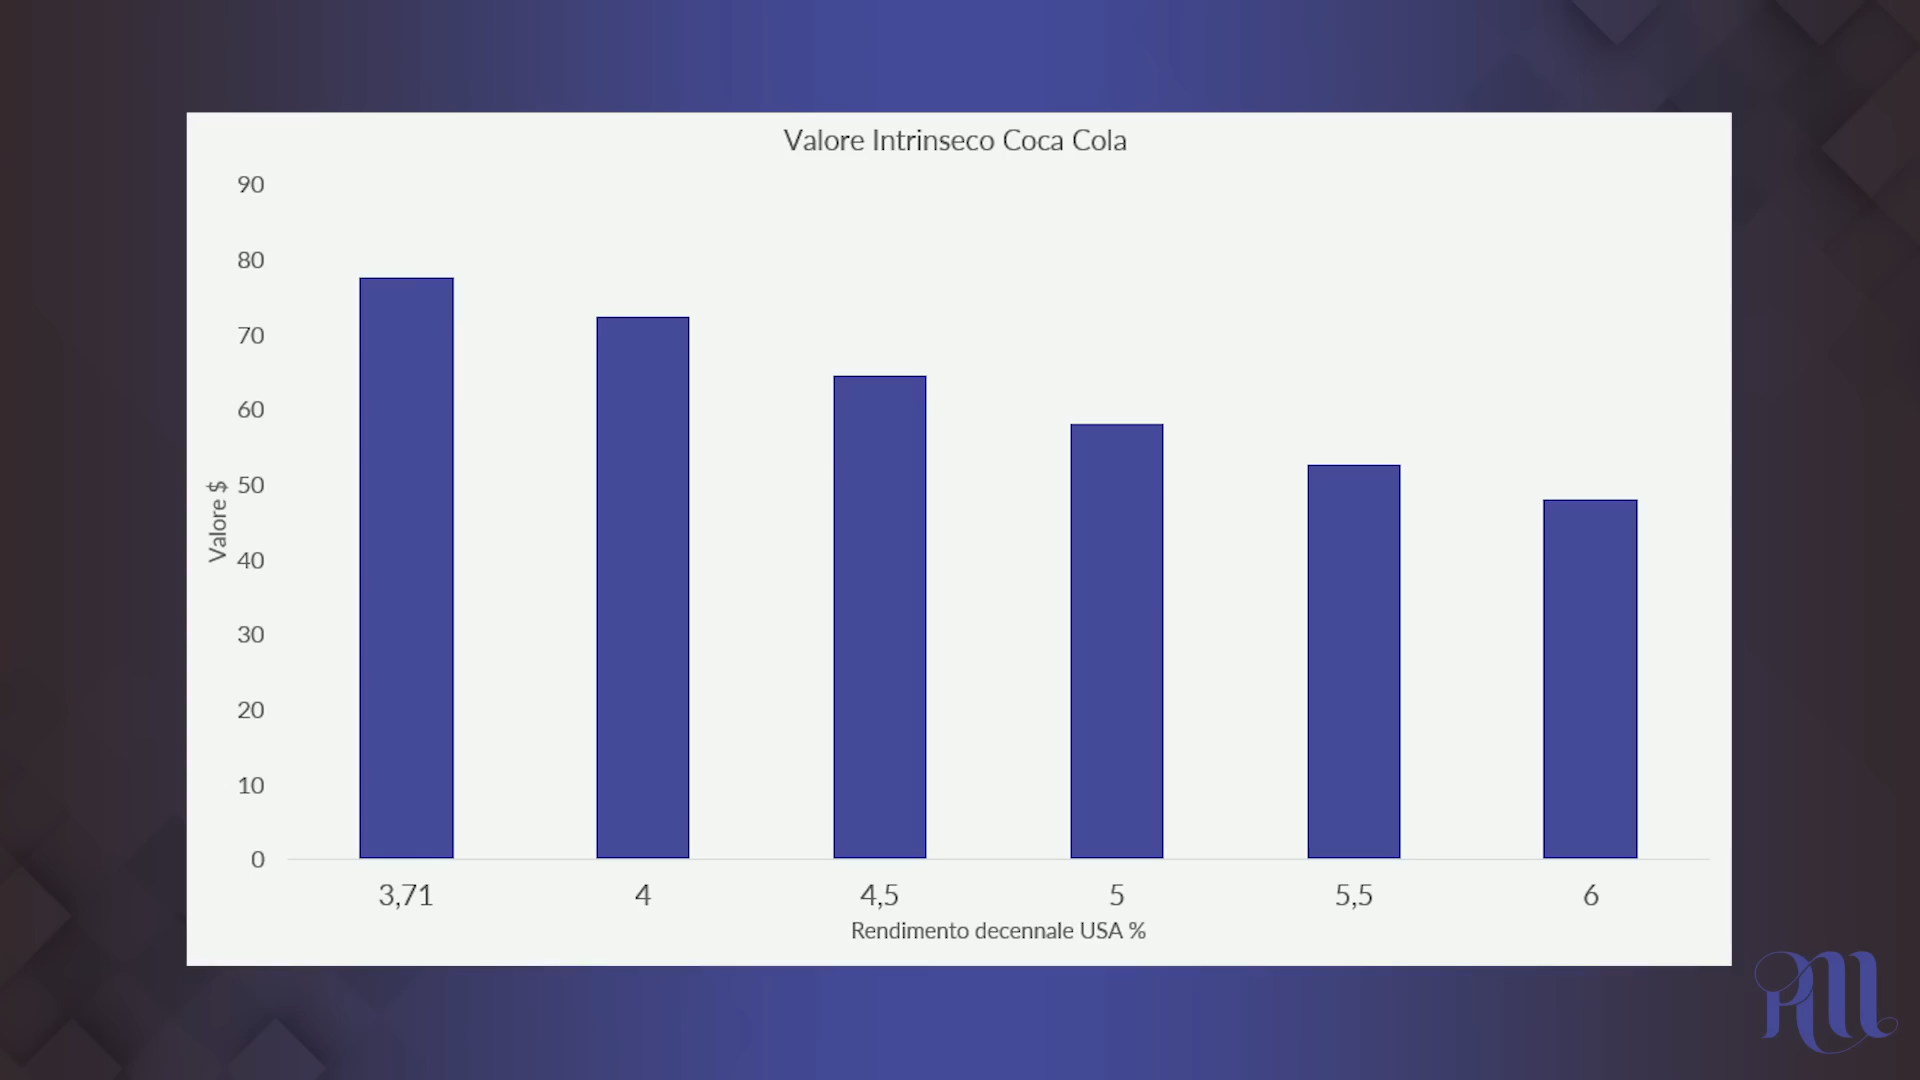 Valore Intrinseco Coca Cola
90
80
70
60
50
40
30
20
10
0
Valore $
3,71 4 4,5 5 5,5 6
Rendimento decennale USA %